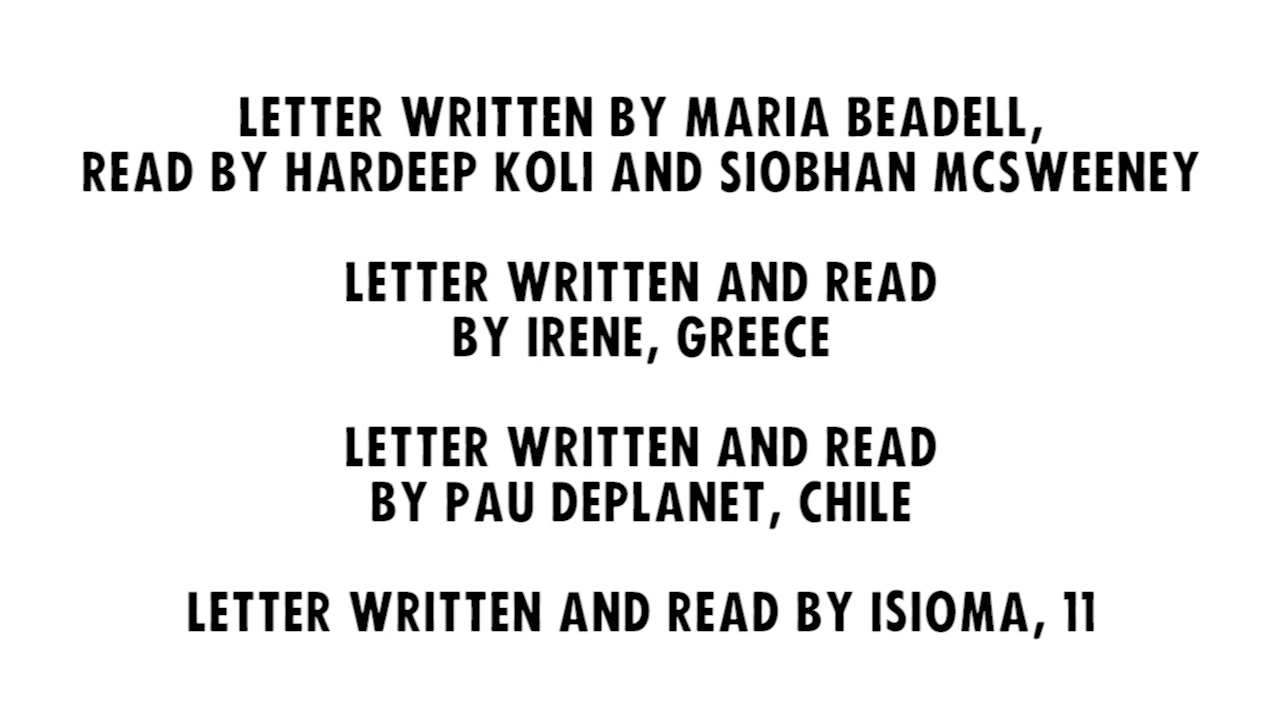 LETTER WRITTEN BY MARIA BEADELL,
READ BY HARDEEP KOLI AND SIOBHAN MCSWEENEY
LETTER WRITTEN AND READ
BY IRENE, GREECE
LETTER WRITTEN AND READ
BY PAU DEPLANET, CHILE
LETTER WRITTEN AND READ BY ISIOMA, 11